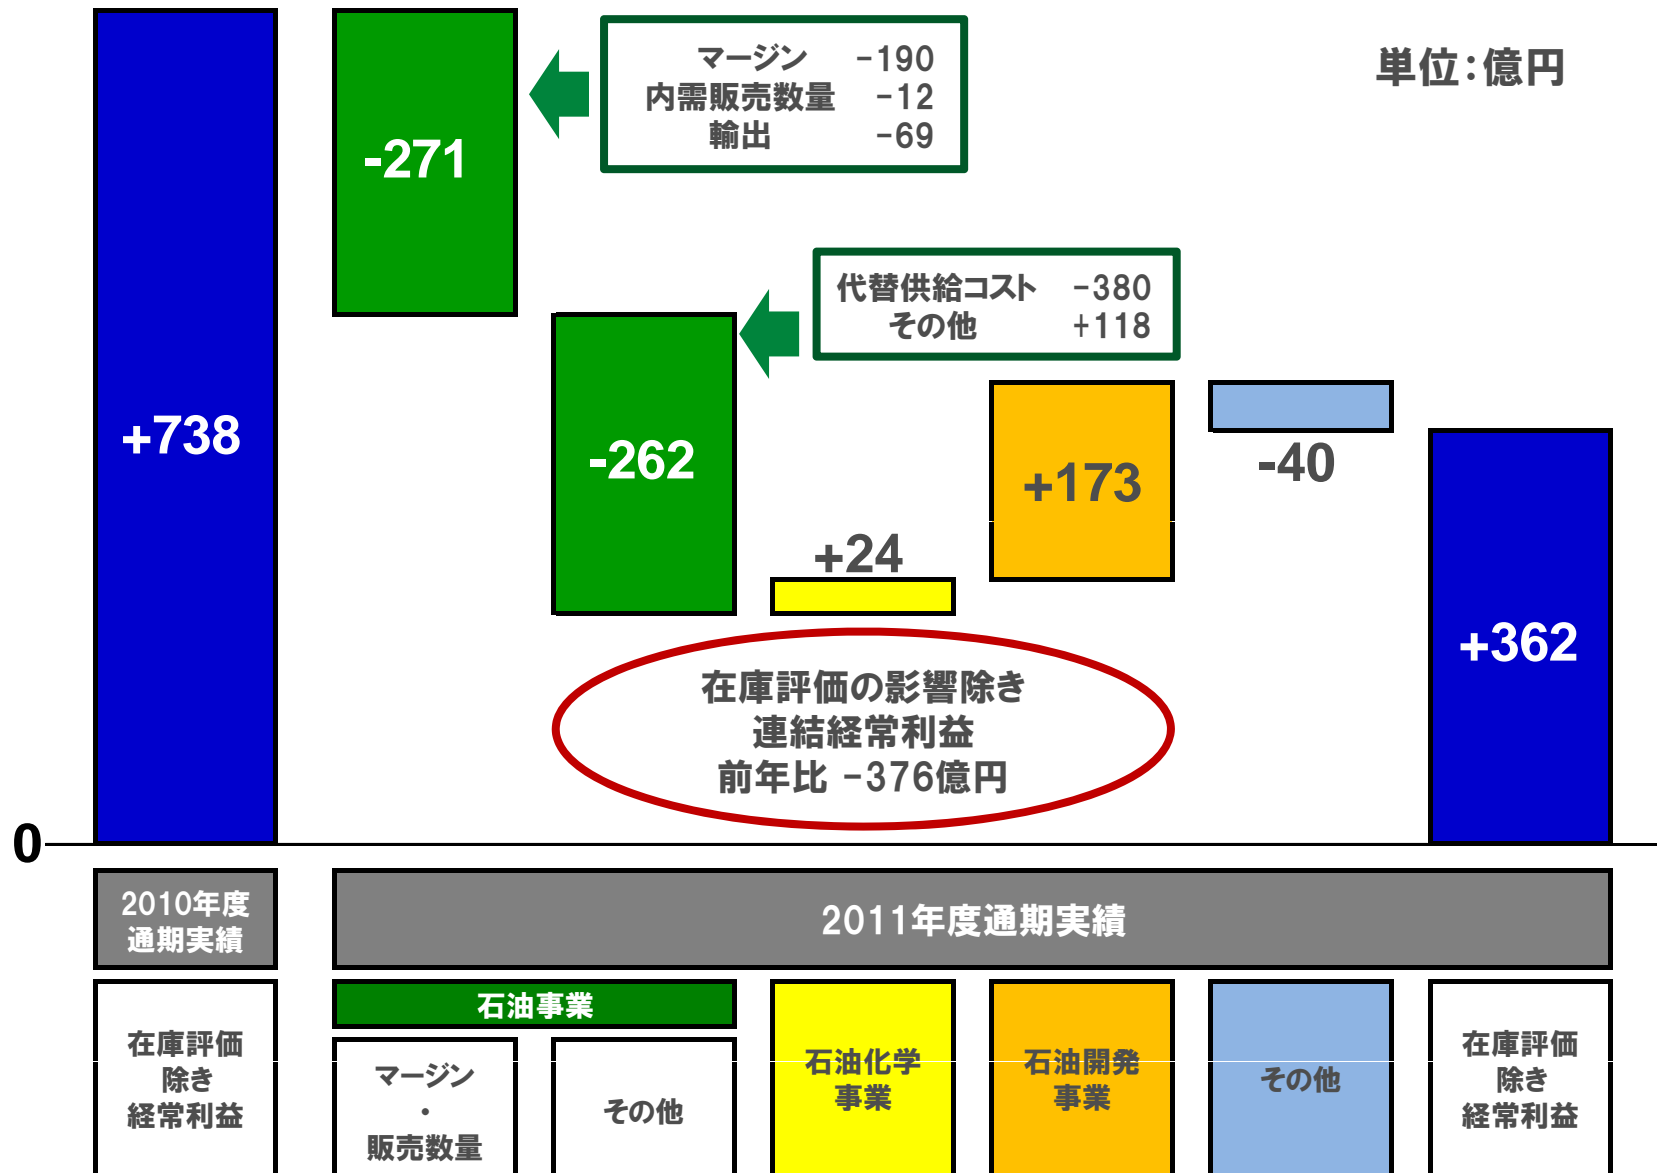 単位:億円
マージン -190
内需販売数量 -12
輸出 -69
-271
代替供給コスト -380
その他 +118
+738
-262
+24
+173
-40
+362
在庫評価の影響除き
連結経常利益
前年比 -376億円
0
2010年度
通期実績
2011年度通期実績
石油事業
在庫評価
除き
経常利益
マージン
・
販売数量
その他
石油化学
事業
石油開発
事業
その他
在庫評価
除き
経常利益